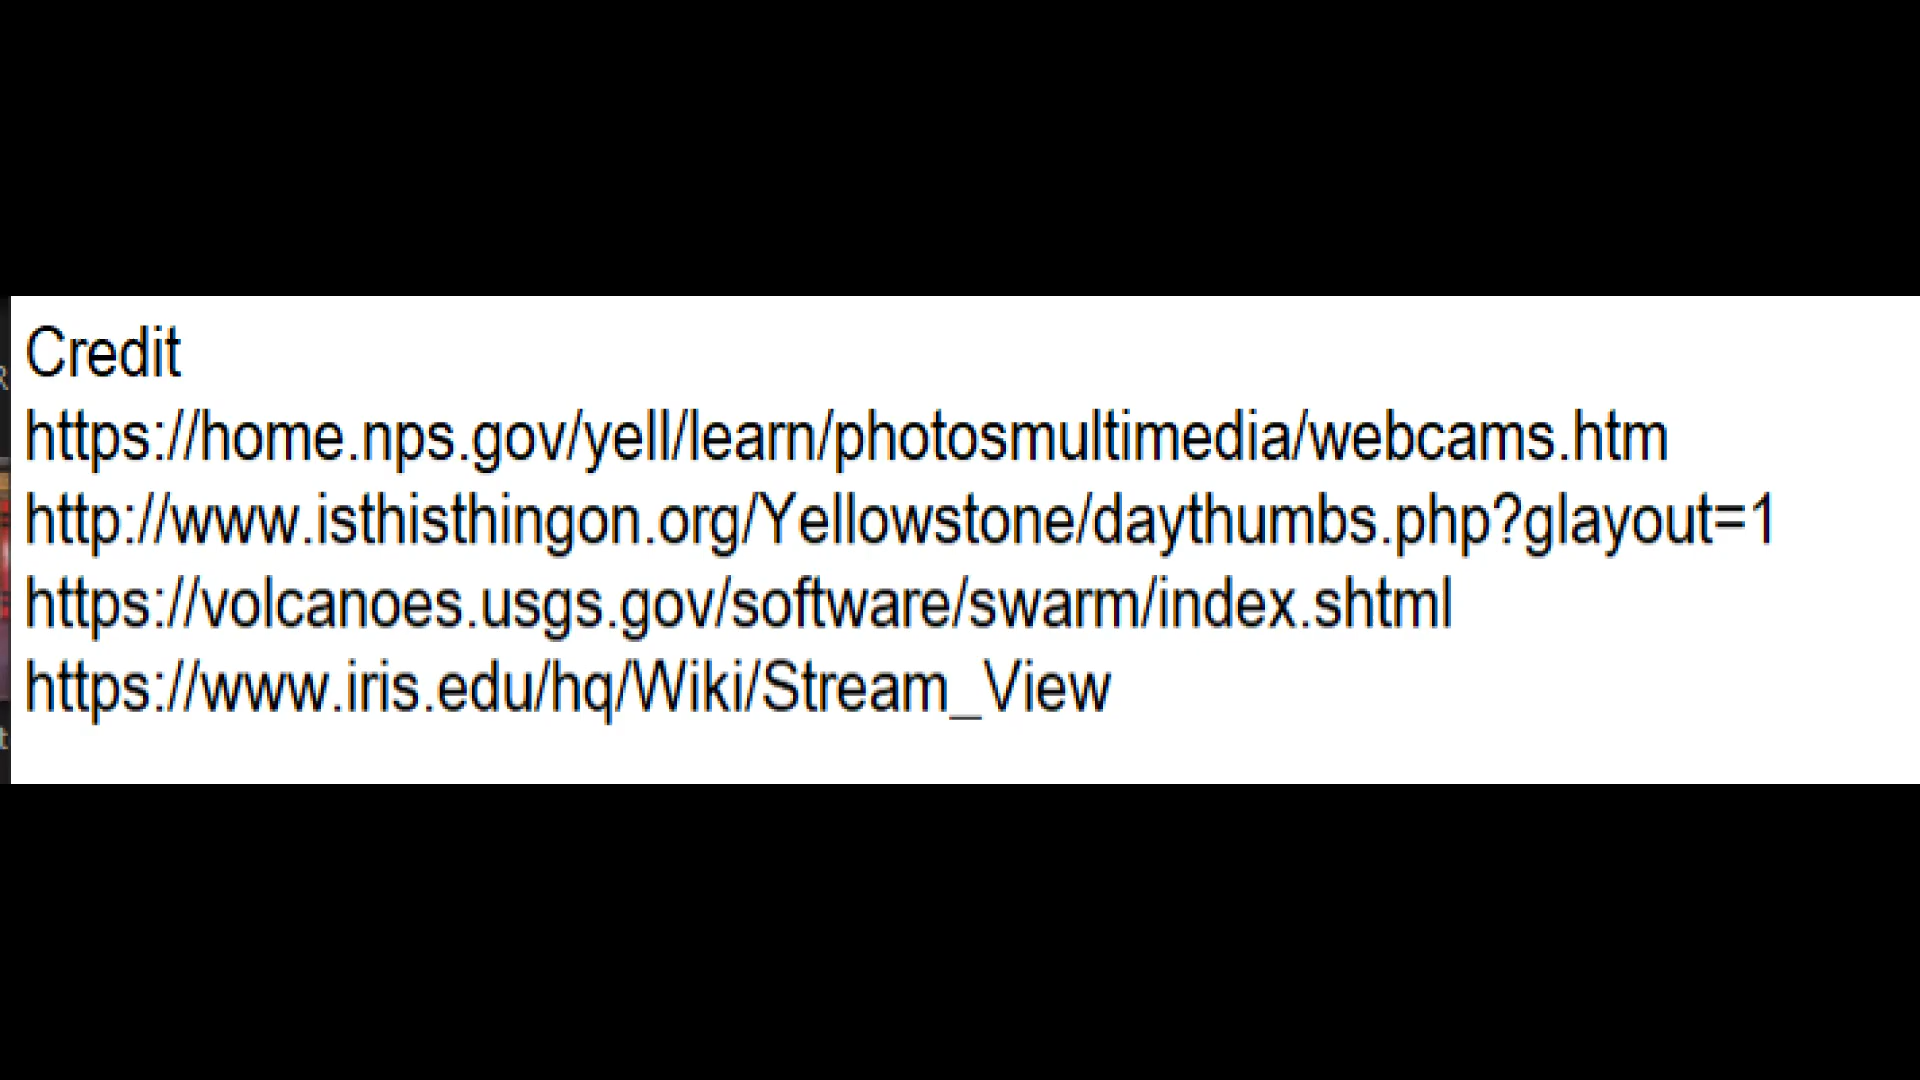 Credit
https://home.nps.gov/yell/learn/photosmultimedia/webcams.htm
http://www.isthisthingon.org/Yellowstone/daythumbs.php?glayout=1
https://volcanoes.usgs.gov/software/swarm/index.shtml
https://www.iris.edu/hq/Wiki/Stream_View